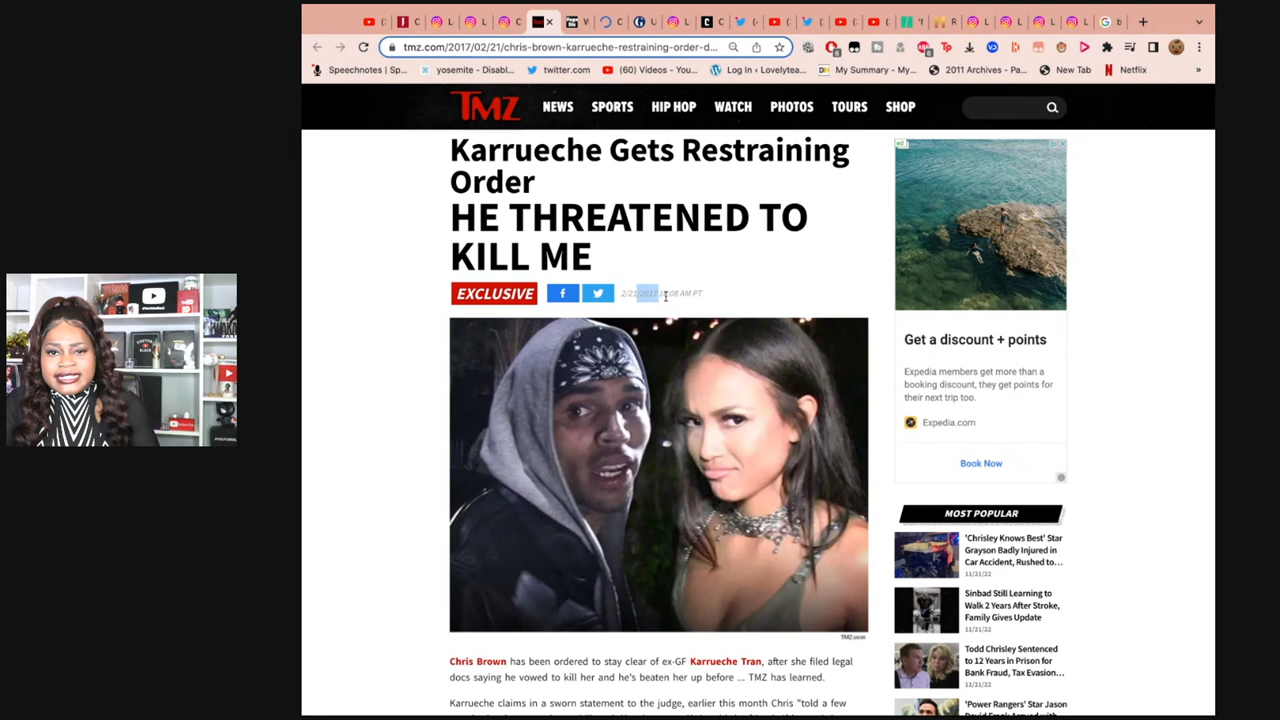 tmz.com/2017/02/21/chris-brown-karrueche-restraining-order-d...
Speechnotes | Sp...
yosemite - Disabl...
twitter.com
(60) Videos - You...
Log In ‹ Lovelytea...
My Summary - My...
2011 Archives - Pa...
New Tab
Netflix
»
TMZ
NEWS
SPORTS
HIP HOP
WATCH
PHOTOS
TOURS
SHOP
Karrueche Gets Restraining
Order
HE THREATENED TO
KILL ME
EXCLUSIVE
AM PT
TMZ.com
Chris Brown has been ordered to stay clear of ex-GF Karrueche Tran, after she filed legal
docs saying he vowed to kill her and he's beaten her up before ... TMZ has learned.
Karrueche claims in a sworn statement to the judge, earlier this month Chris "told a few
ad
Get a discount + points
Expedia members get more than a
booking discount, they get points for
their next trip too.
Expedia.com
Book Now
MOST POPULAR
'Chrisley Knows Best' Star
Grayson Badly Injured in
Car Accident, Rushed to...
11/21/22
Sinbad Still Learning to
Walk 2 Years After Stroke,
Family Gives Update
11/21/22
Todd Chrisley Sentenced
to 12 Years in Prison for
Bank Fraud, Tax Evasion...
11/21/22
'Power Rangers' Star Jason